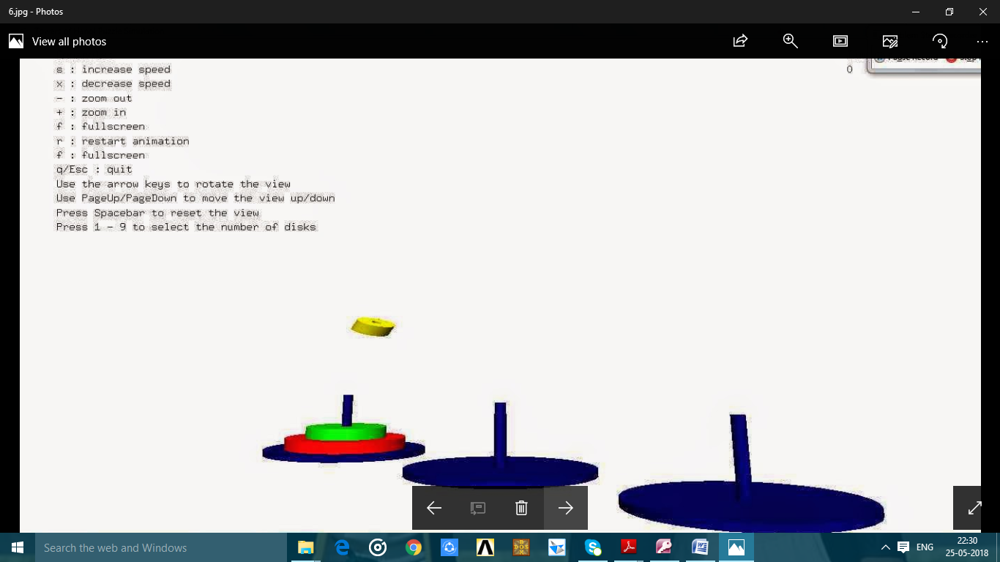 6.jpg - Photos
View all photos
s : increase speed
0
x : decrease speed
- : zoom out
+ : zoom in
f : fullscreen
r : restart animation
f : fullscreen
q/Esc : quit
Use the arrow keys to rotate the view
Use PageUp/PageDown to move the view up/down
Press Spacebar to reset the view
Press 1 - 9 to select the number of disks
Search the web and Windows
DOS
ENG
22:30
25-05-2018